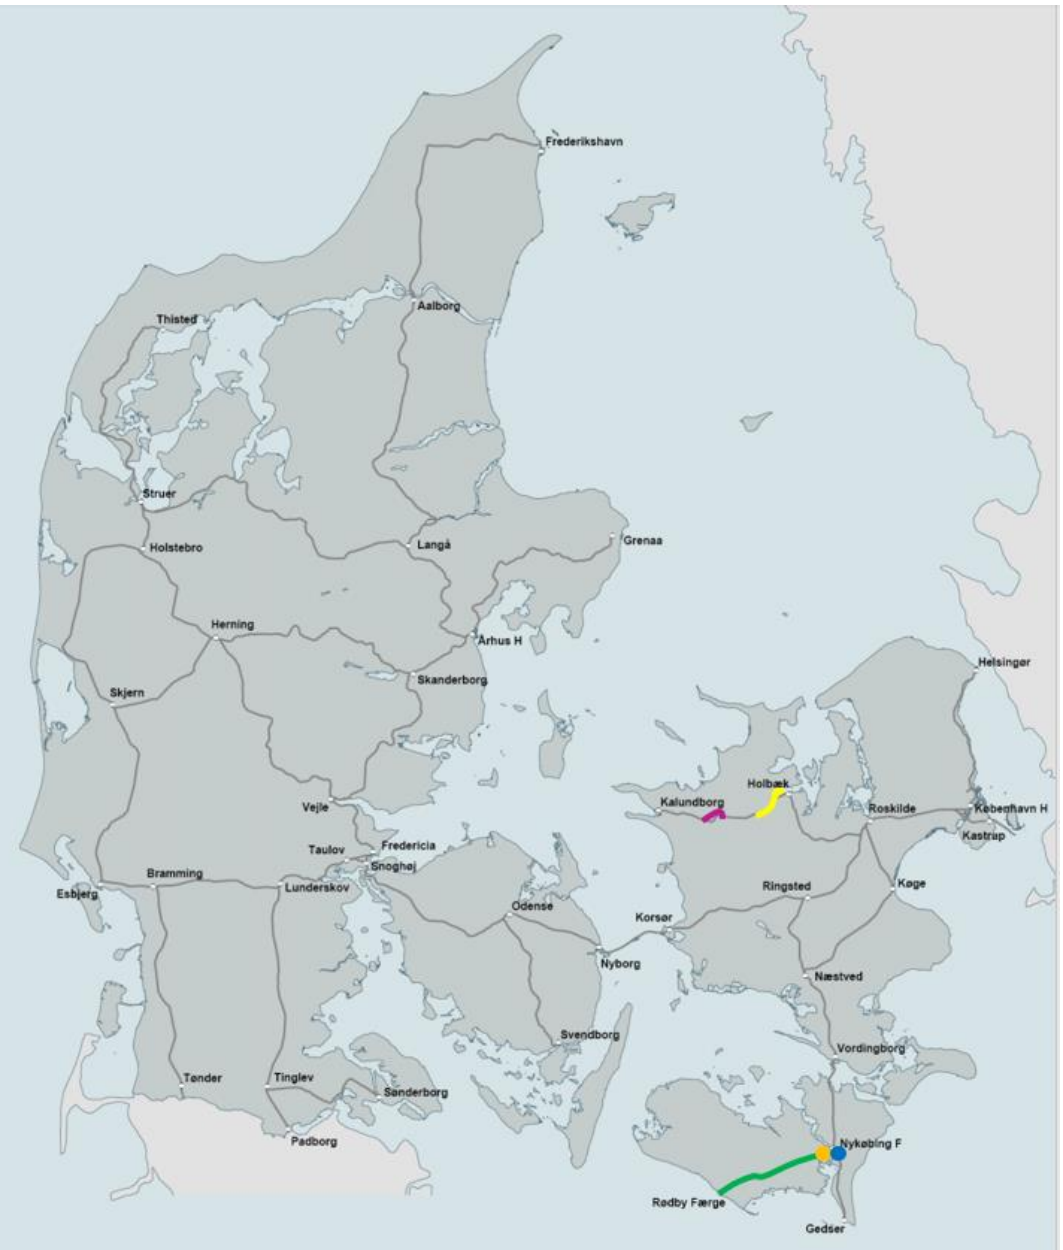 Frederikshavn
Aalborg
Thisted
Struer
Holstebro
Langå
Grenaa
Herning
Århus H
Skanderborg
Skjern
Helsingør
Vejle
Holbæk
Kalundborg
Roskilde
København H
Kastrup
Fredericia
Taulov
Snoghøj
Bramming
Lunderskov
Esbjerg
Ringsted
Køge
Odense
Korsør
Nyborg
Næstved
Svendborg
Vordingborg
Tønder
Tinglev
Sønderborg
Padborg
Nykøbing F
Rødby Færge
Gedser